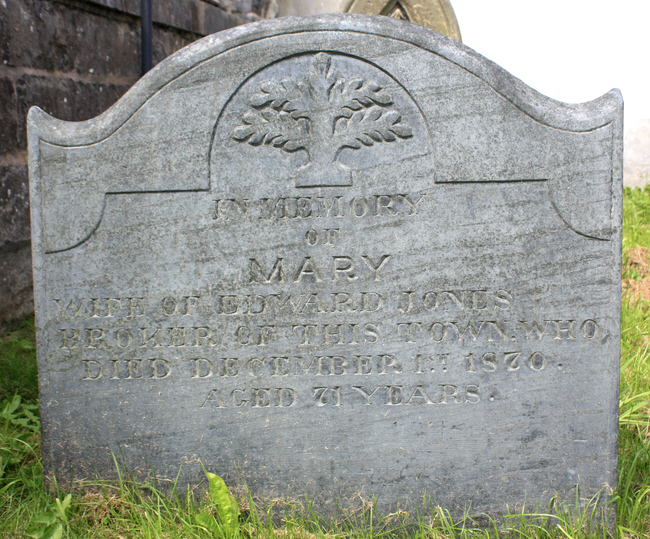 IN MEMORY
OF
MARY
WIFE OF EDWARD JONES
BROKER, OF THIS TOWN, WHO
DIED DECEMBER 1ST 1870.
AGED 71 YEARS.